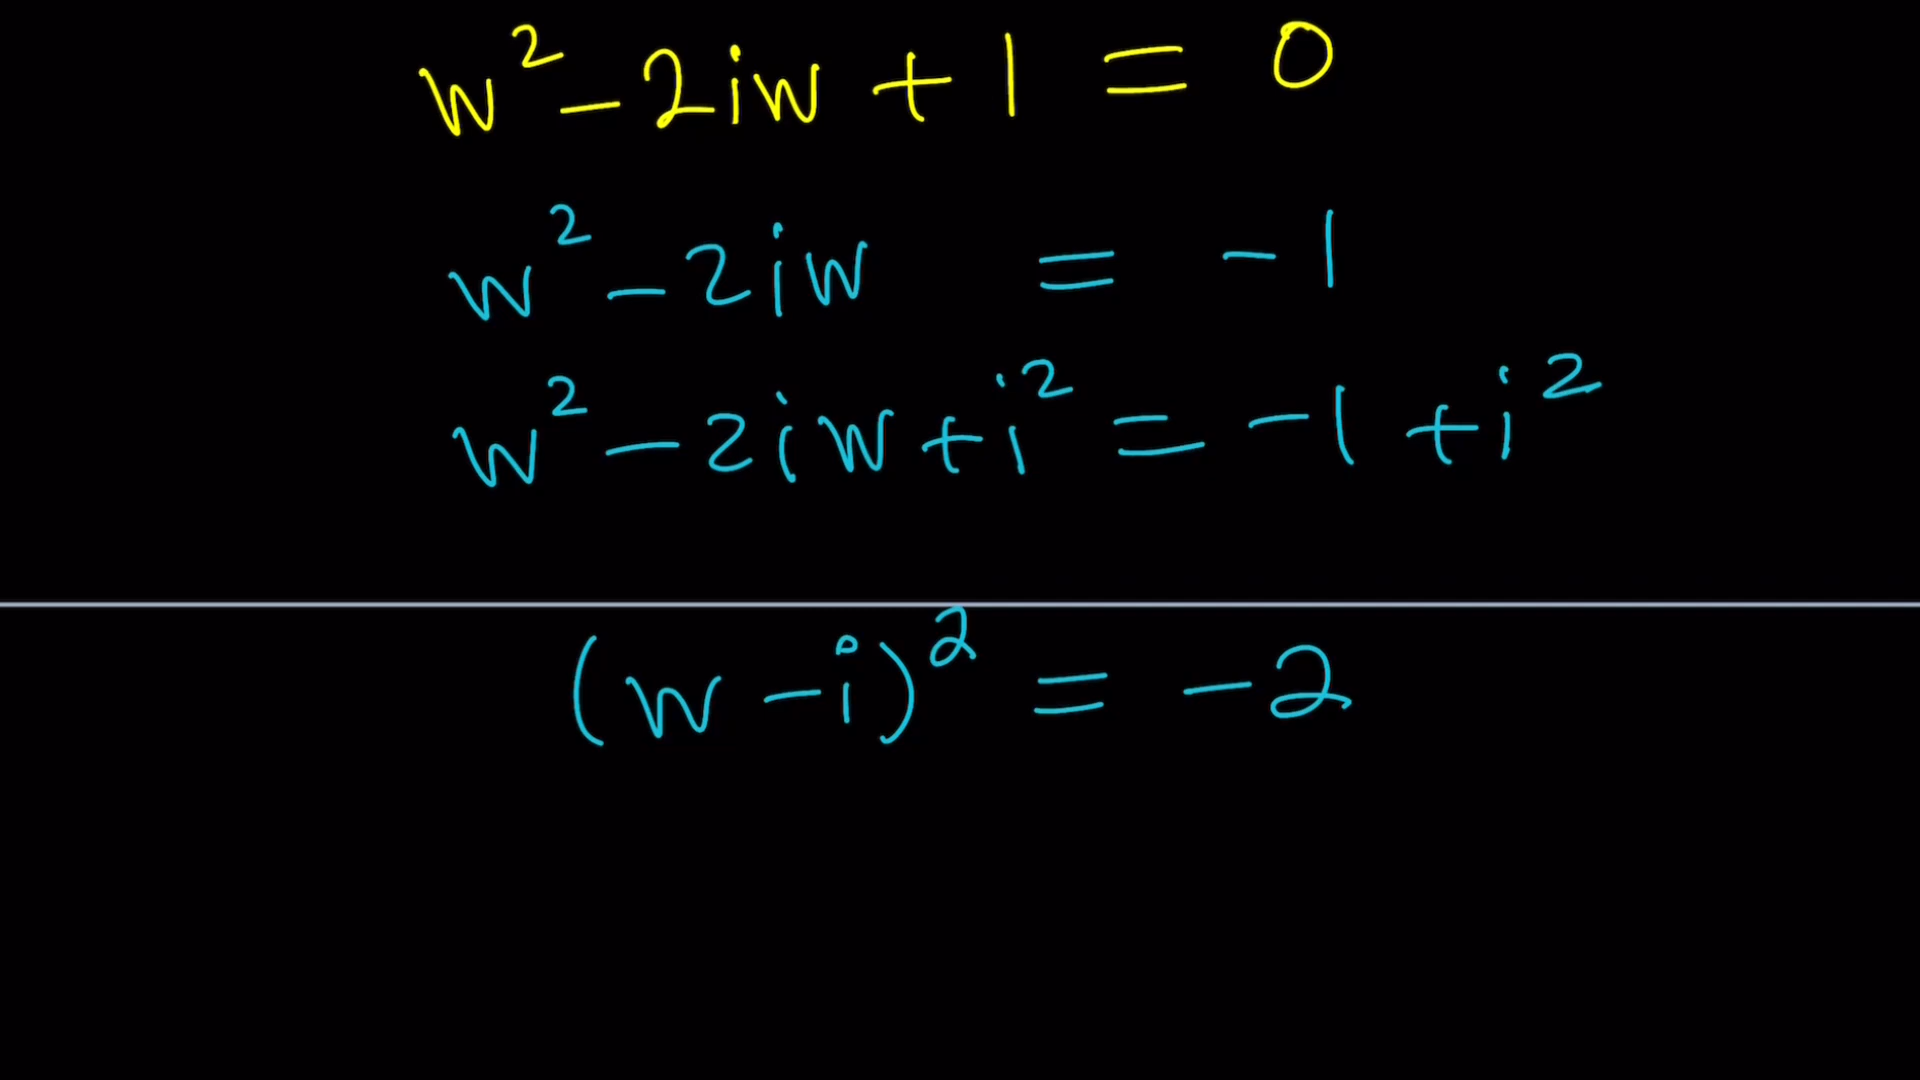 w² - 2iw + 1 = 0
w² - 2iw = -1
w² - 2iw + i² = -1 + i²
(w - i)² = -2